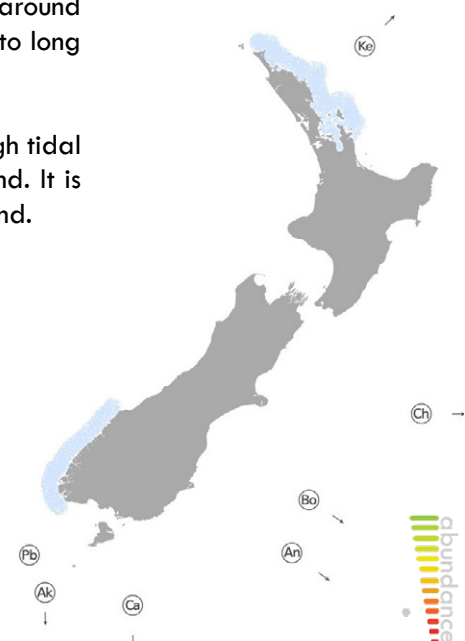 around
to long
gh tidal
nd. It is
nd.
Ke
Ch
Bo
An
Pb
Ak
Ca
abundance